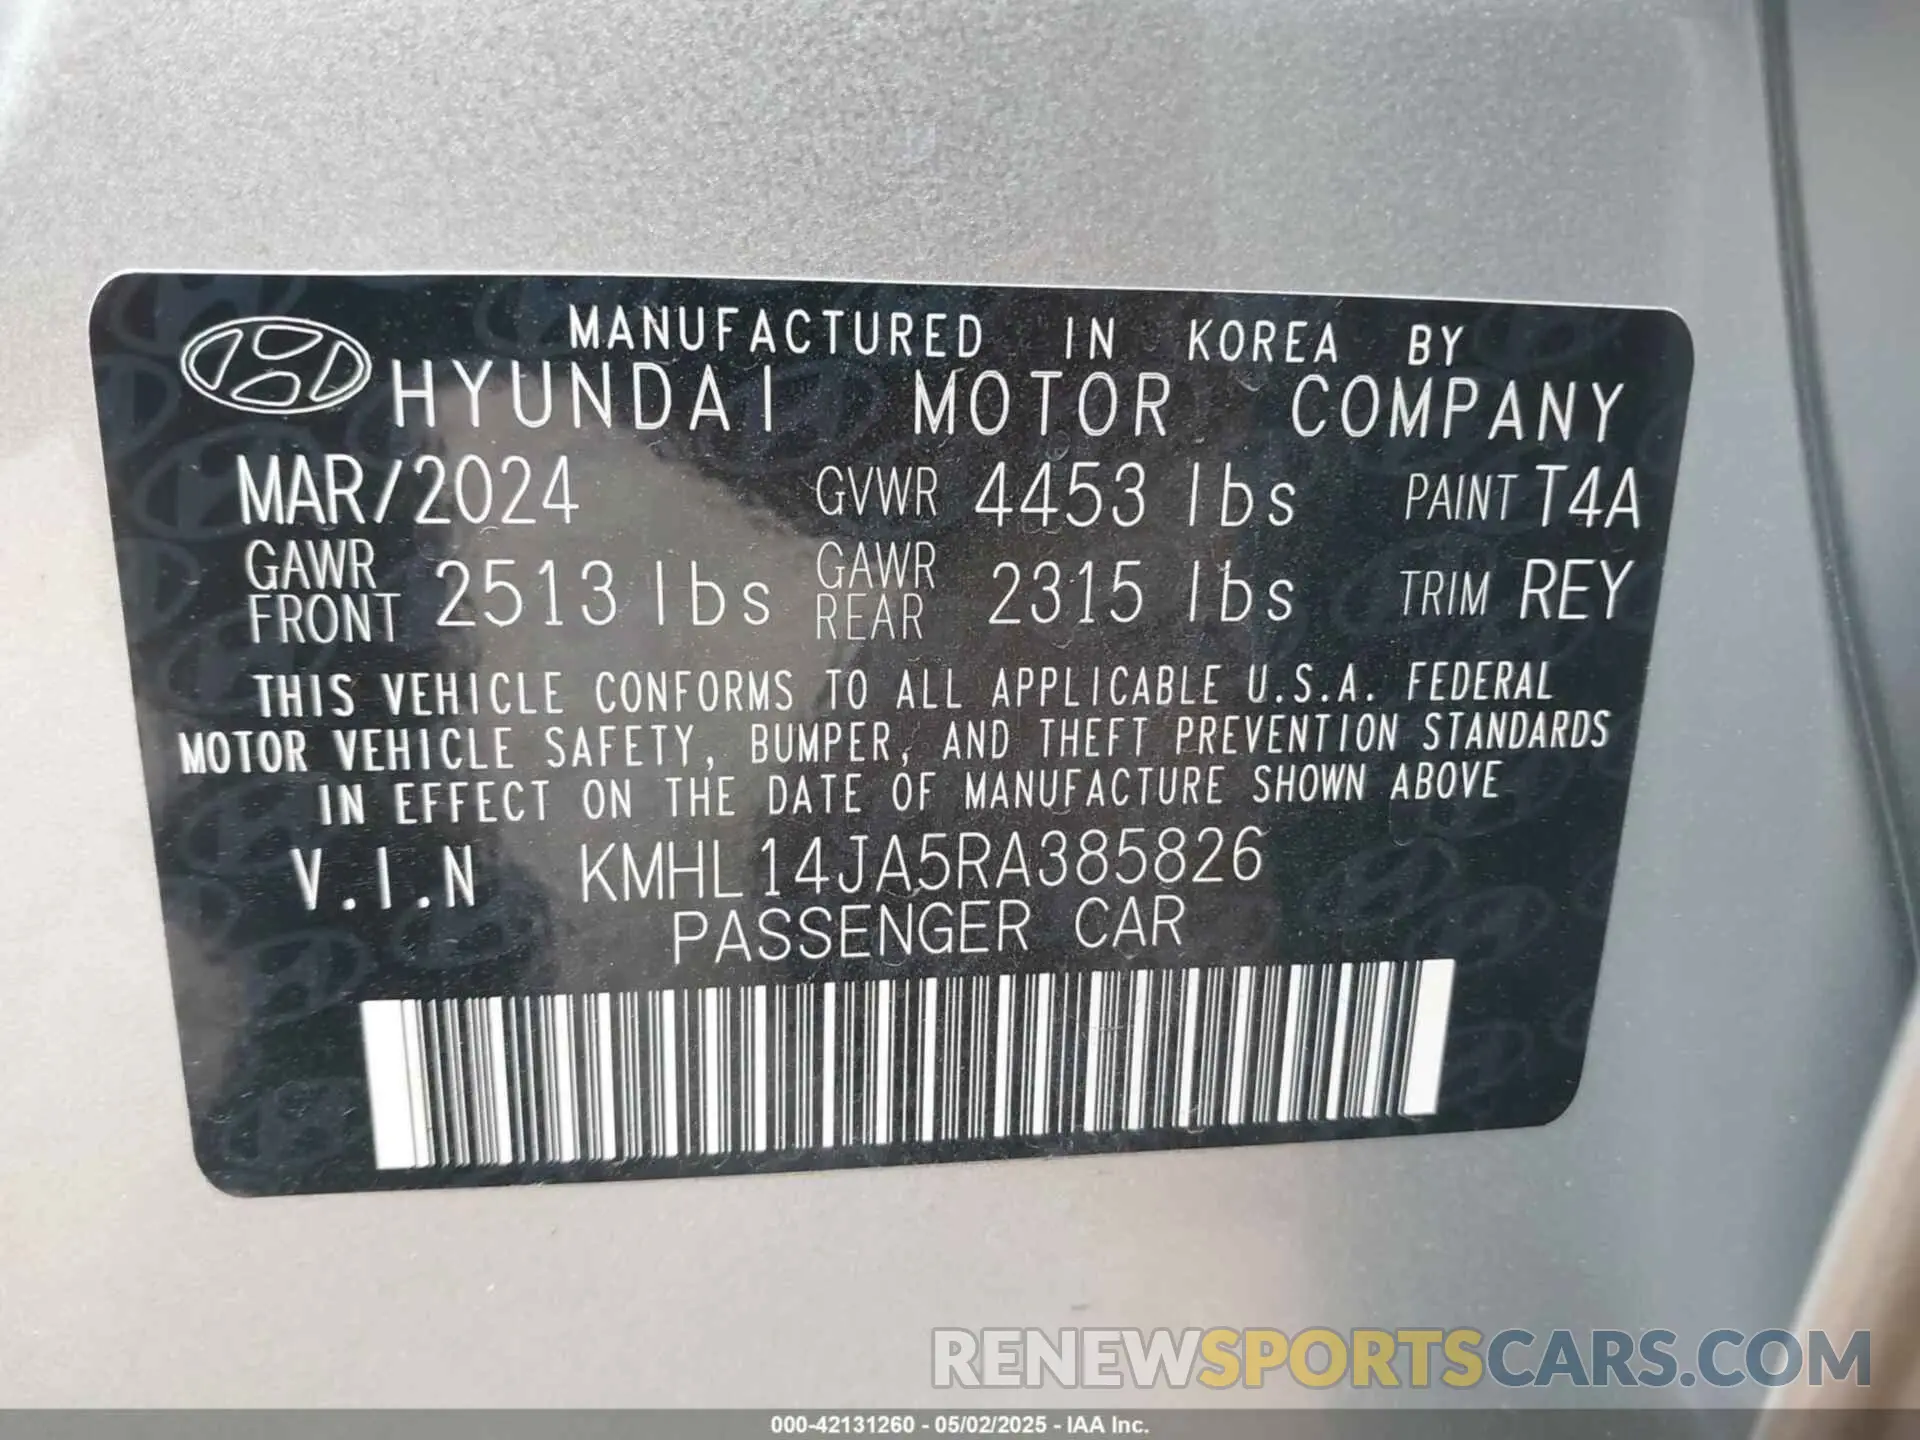 MANUFACTURED IN KOREA BY
HYUNDAI MOTOR COMPANY
MAR/2024 GVWR 4453 lbs PAINT T4A
GAWR FRONT 2513 lbs GAWR REAR 2315 lbs TRIM REY
THIS VEHICLE CONFORMS TO ALL APPLICABLE U.S.A. FEDERAL
MOTOR VEHICLE SAFETY, BUMPER, AND THEFT PREVENTION STANDARDS
IN EFFECT ON THE DATE OF MANUFACTURE SHOWN ABOVE
V.I.N KMHL14JA5RA385826
PASSENGER CAR
RENEWSPORTSCARS.COM
000-42131260 - 05/02/2025 - IAA Inc.